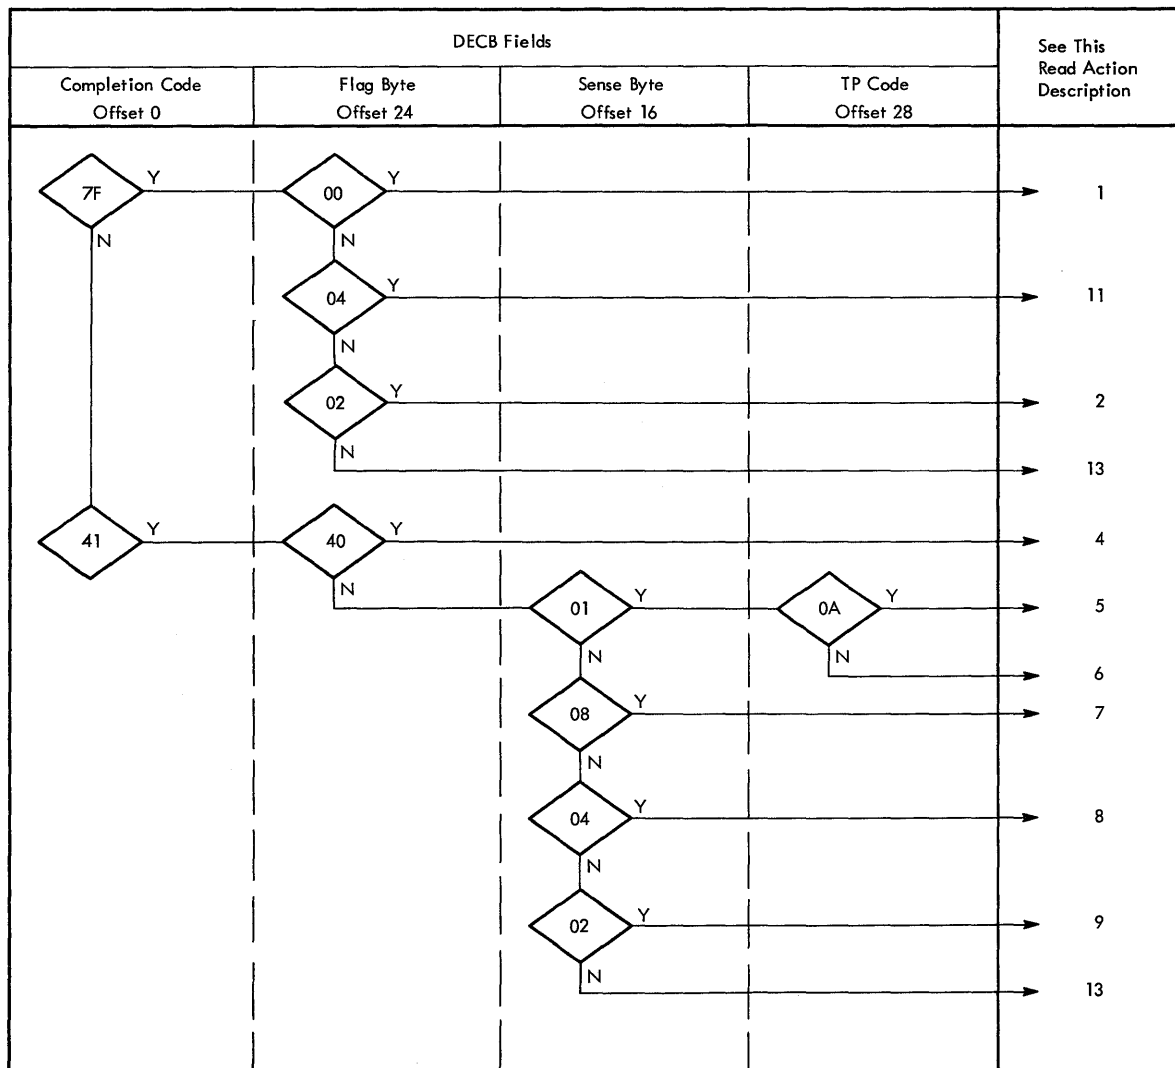 DECB Fields
See This
Read Action
Description
Completion Code
Offset 0
Flag Byte
Offset 24
Sense Byte
Offset 16
TP Code
Offset 28
7F Y 00 Y 1
N N
04 Y 11
N
02 Y 2
N 13
41 Y 40 Y 4
N 01 Y 0A Y 5
N N 6
08 Y 7
N
04 Y 8
N
02 Y 9
N 13